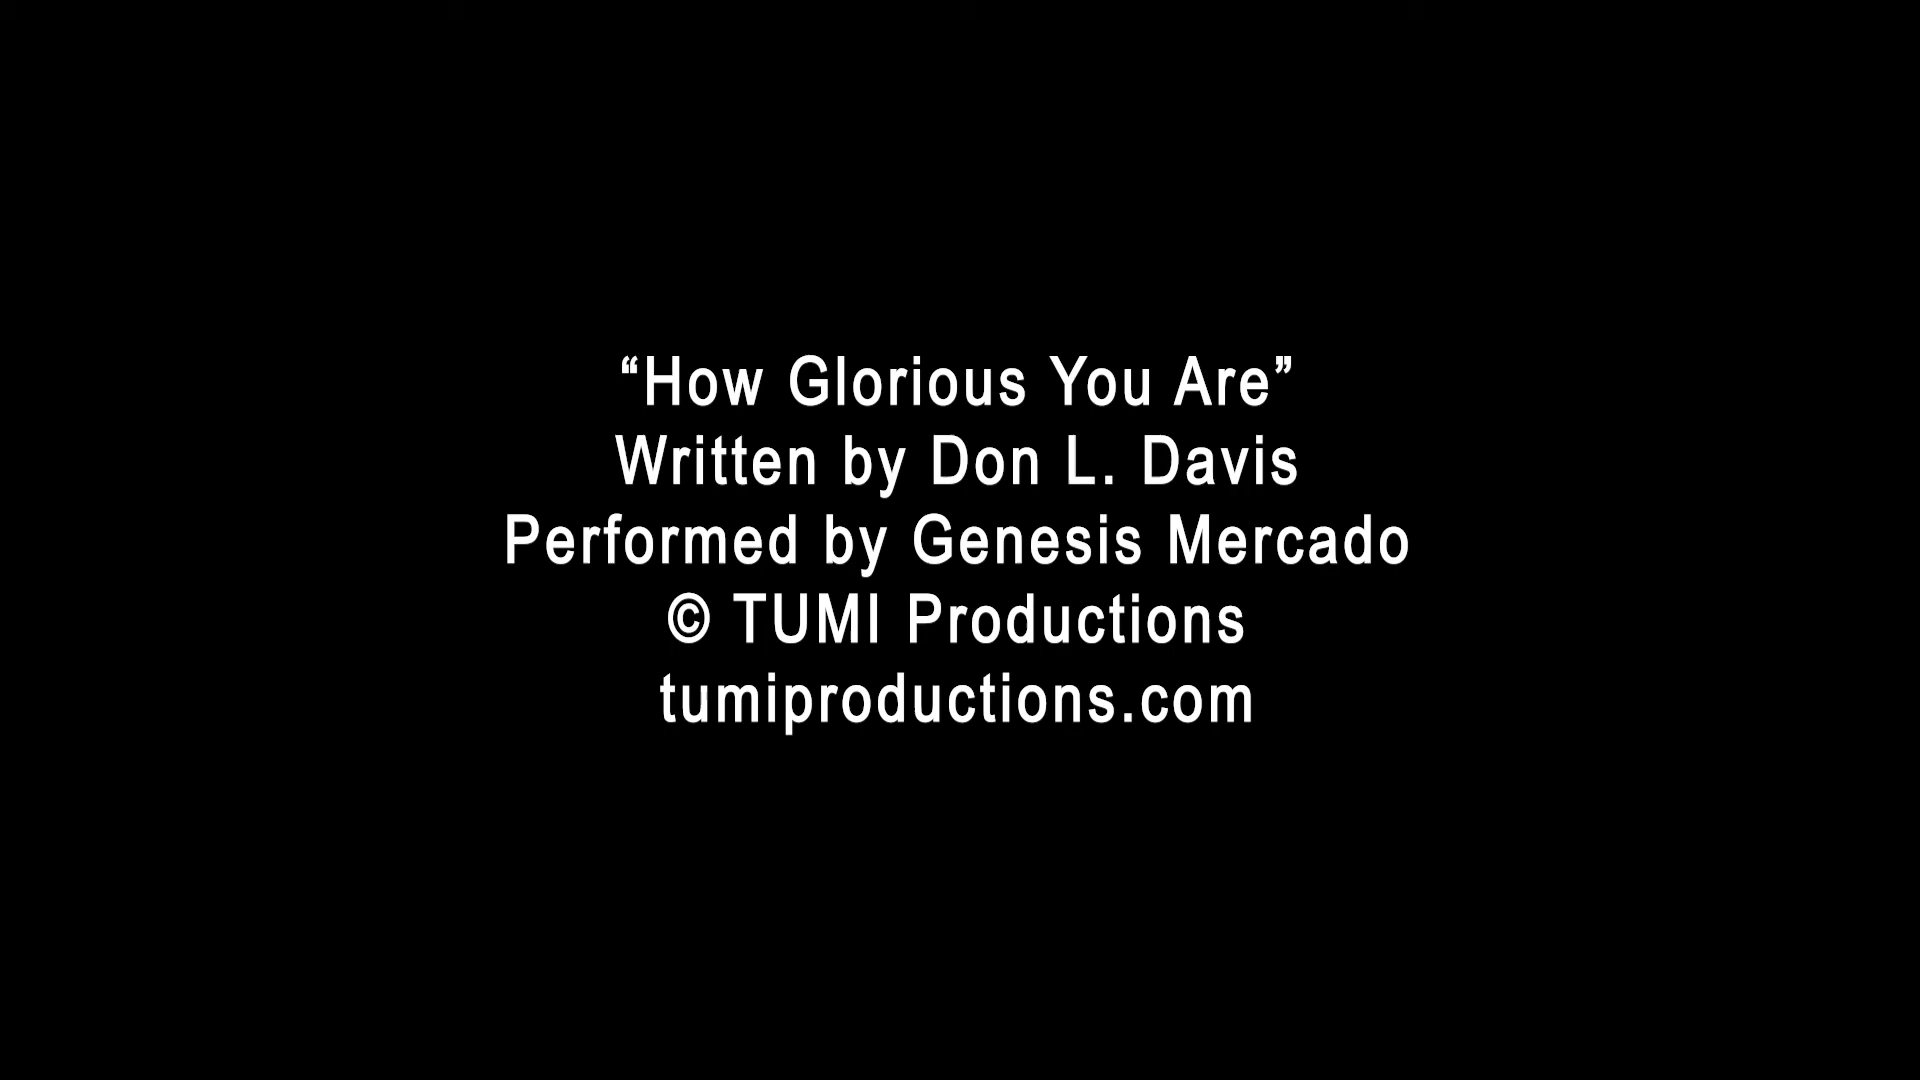 “How Glorious You Are”
Written by Don L. Davis
Performed by Genesis Mercado
© TUMI Productions
tumiproductions.com